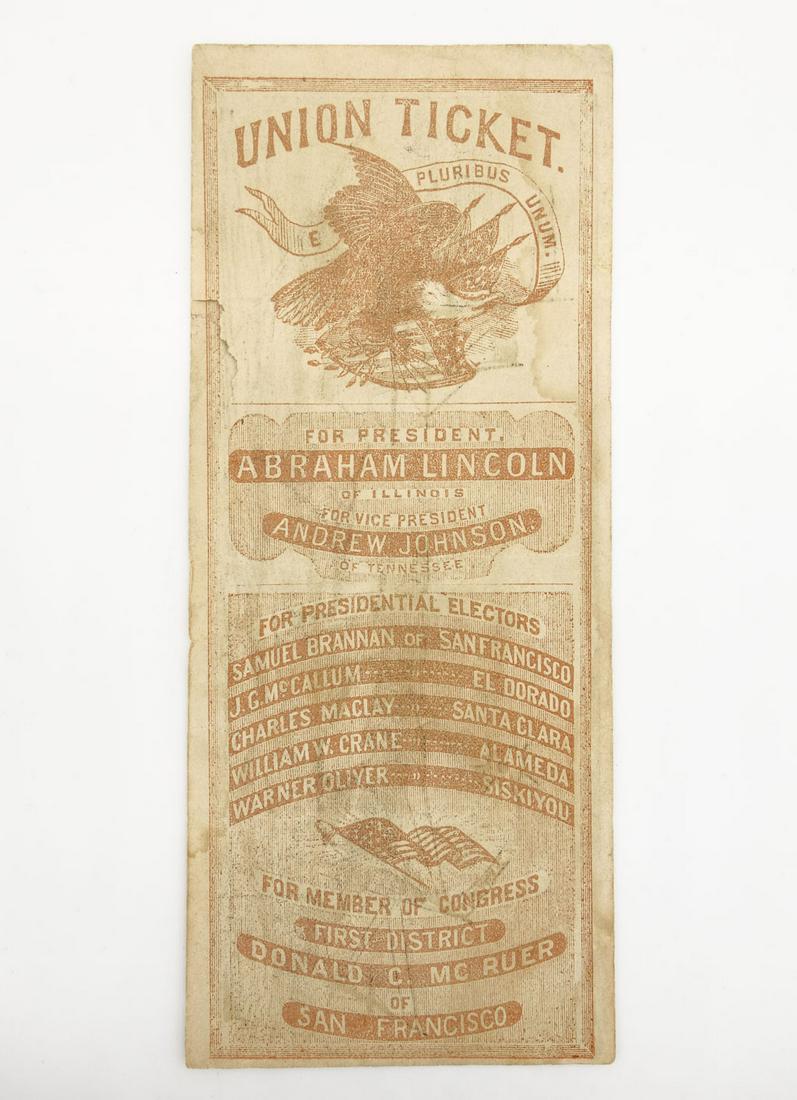 UNION TICKET.
E PLURIBUS UNUM.
FOR PRESIDENT,
ABRAHAM LINCOLN
OF ILLINOIS
FOR VICE PRESIDENT
ANDREW JOHNSON.
OF TENNESSEE.
FOR PRESIDENTIAL ELECTORS
SAMUEL BRANNAN OF SANFRANCISCO
J.G. McCALLUM " EL DORADO
CHARLES MACLAY " SANTA CLARA
WILLIAM W. CRANE " ALAMEDA
WARNER OLIVER " SISKIYOU
FOR MEMBER OF CONGRESS
FIRST DISTRICT
DONALD C. MC RUER
OF
SAN FRANCISCO